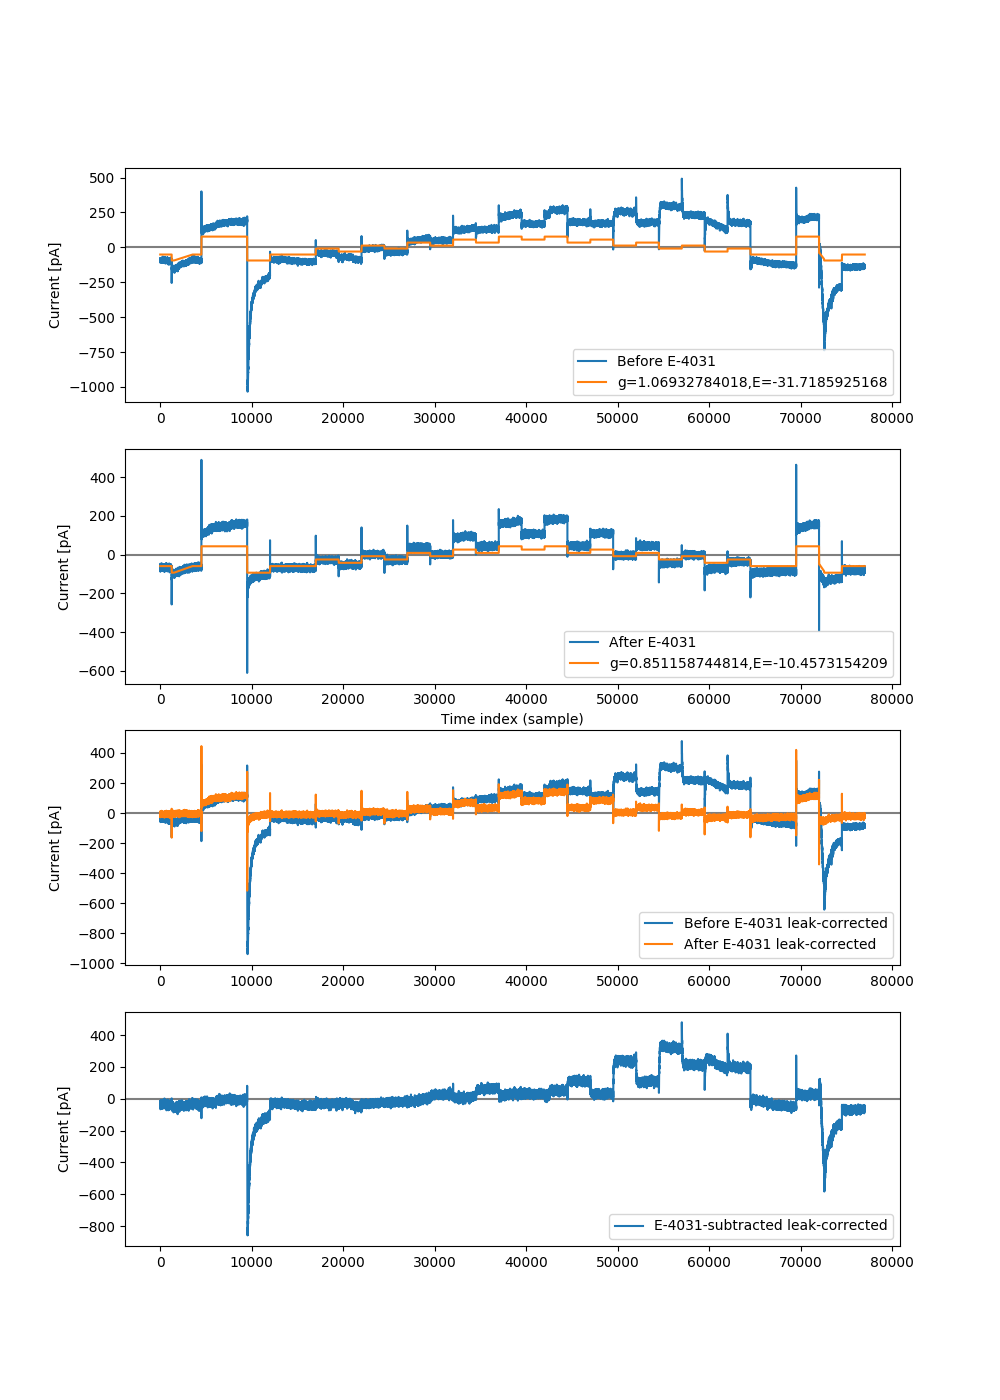 500
250
0
−250
−500
−750
−1000
Current [pA]
Before E-4031
g=1.06932784018,E=-31.7185925168
0 10000 20000 30000 40000 50000 60000 70000 80000
400
200
0
−200
−400
−600
Current [pA]
After E-4031
g=0.851158744814,E=-10.4573154209
0 10000 20000 30000 40000 50000 60000 70000 80000
Time index (sample)
400
200
0
−200
−400
−600
−800
−1000
Current [pA]
Before E-4031 leak-corrected
After E-4031 leak-corrected
0 10000 20000 30000 40000 50000 60000 70000 80000
400
200
0
−200
−400
−600
−800
Current [pA]
E-4031-subtracted leak-corrected
0 10000 20000 30000 40000 50000 60000 70000 80000